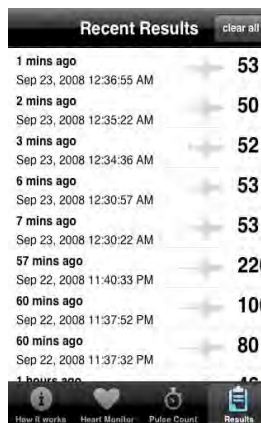 Recent Results
clear all
1 mins ago
53
Sep 23, 2008 12:36:55 AM
2 mins ago
50
Sep 23, 2008 12:35:22 AM
3 mins ago
52
Sep 23, 2008 12:34:36 AM
6 mins ago
53
Sep 23, 2008 12:30:57 AM
7 mins ago
53
Sep 23, 2008 12:30:22 AM
57 mins ago
Sep 22, 2008 11:40:33 PM
60 mins ago
Sep 22, 2008 11:37:52 PM
60 mins ago
80
Sep 22, 2008 11:37:32 PM
1 hours ago
How it works Heart Monitor Pulse Count Results